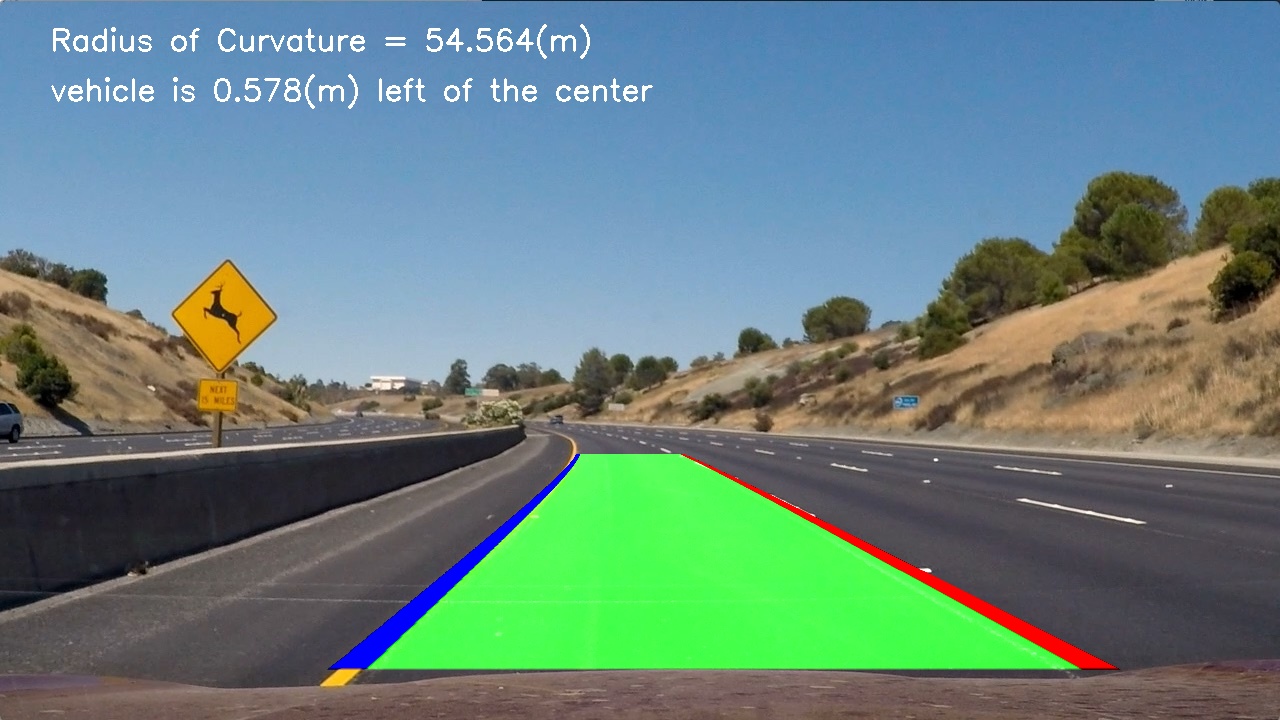 Radius of Curvature = 54.564(m)
vehicle is 0.578(m) left of the center
NEXT
15 MILES